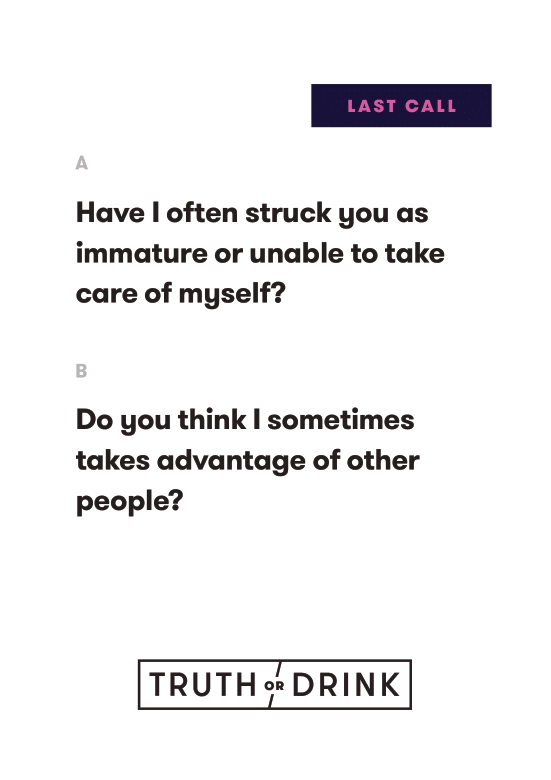 LAST CALL
A
Have I often struck you as
immature or unable to take
care of myself?
B
Do you think I sometimes
takes advantage of other
people?
TRUTH OR DRINK